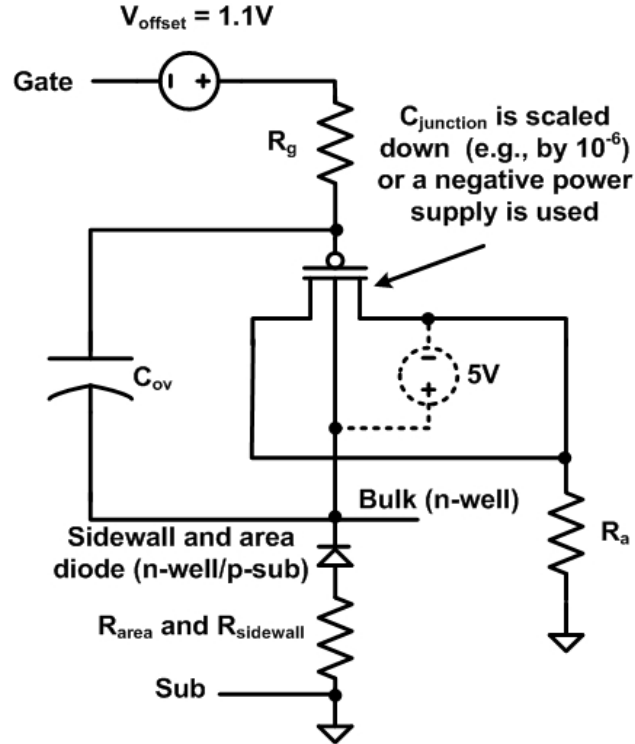 V_offset = 1.1V
Gate
R_g
C_junction is scaled
down (e.g., by 10^-6)
or a negative power
supply is used
C_ov
5V
Bulk (n-well)
Sidewall and area
diode (n-well/p-sub)
R_a
R_area and R_sidewall
Sub